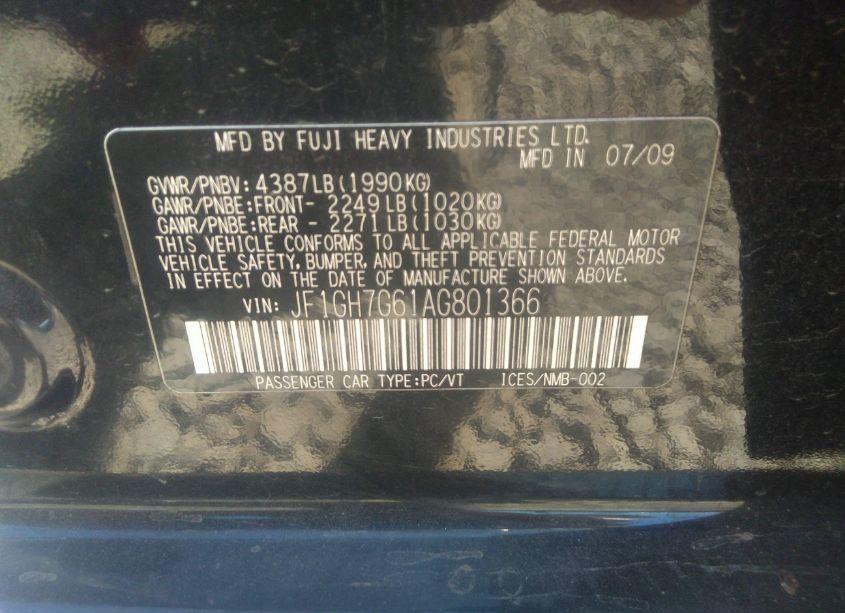 MFD BY FUJI HEAVY INDUSTRIES LTD.
MFD IN 07/09
GVWR/PNBV: 4387LB(1990KG)
GAWR/PNBE:FRONT- 2249LB(1020KG)
GAWR/PNBE:REAR - 2271LB(1030KG)
THIS VEHICLE CONFORMS TO ALL APPLICABLE FEDERAL MOTOR
VEHICLE SAFETY, BUMPER, AND THEFT PREVENTION STANDARDS
IN EFFECT ON THE DATE OF MANUFACTURE SHOWN ABOVE.
VIN: JF1GH7G61AG801366
PASSENGER CAR TYPE:PC/VT ICES/NMB-002